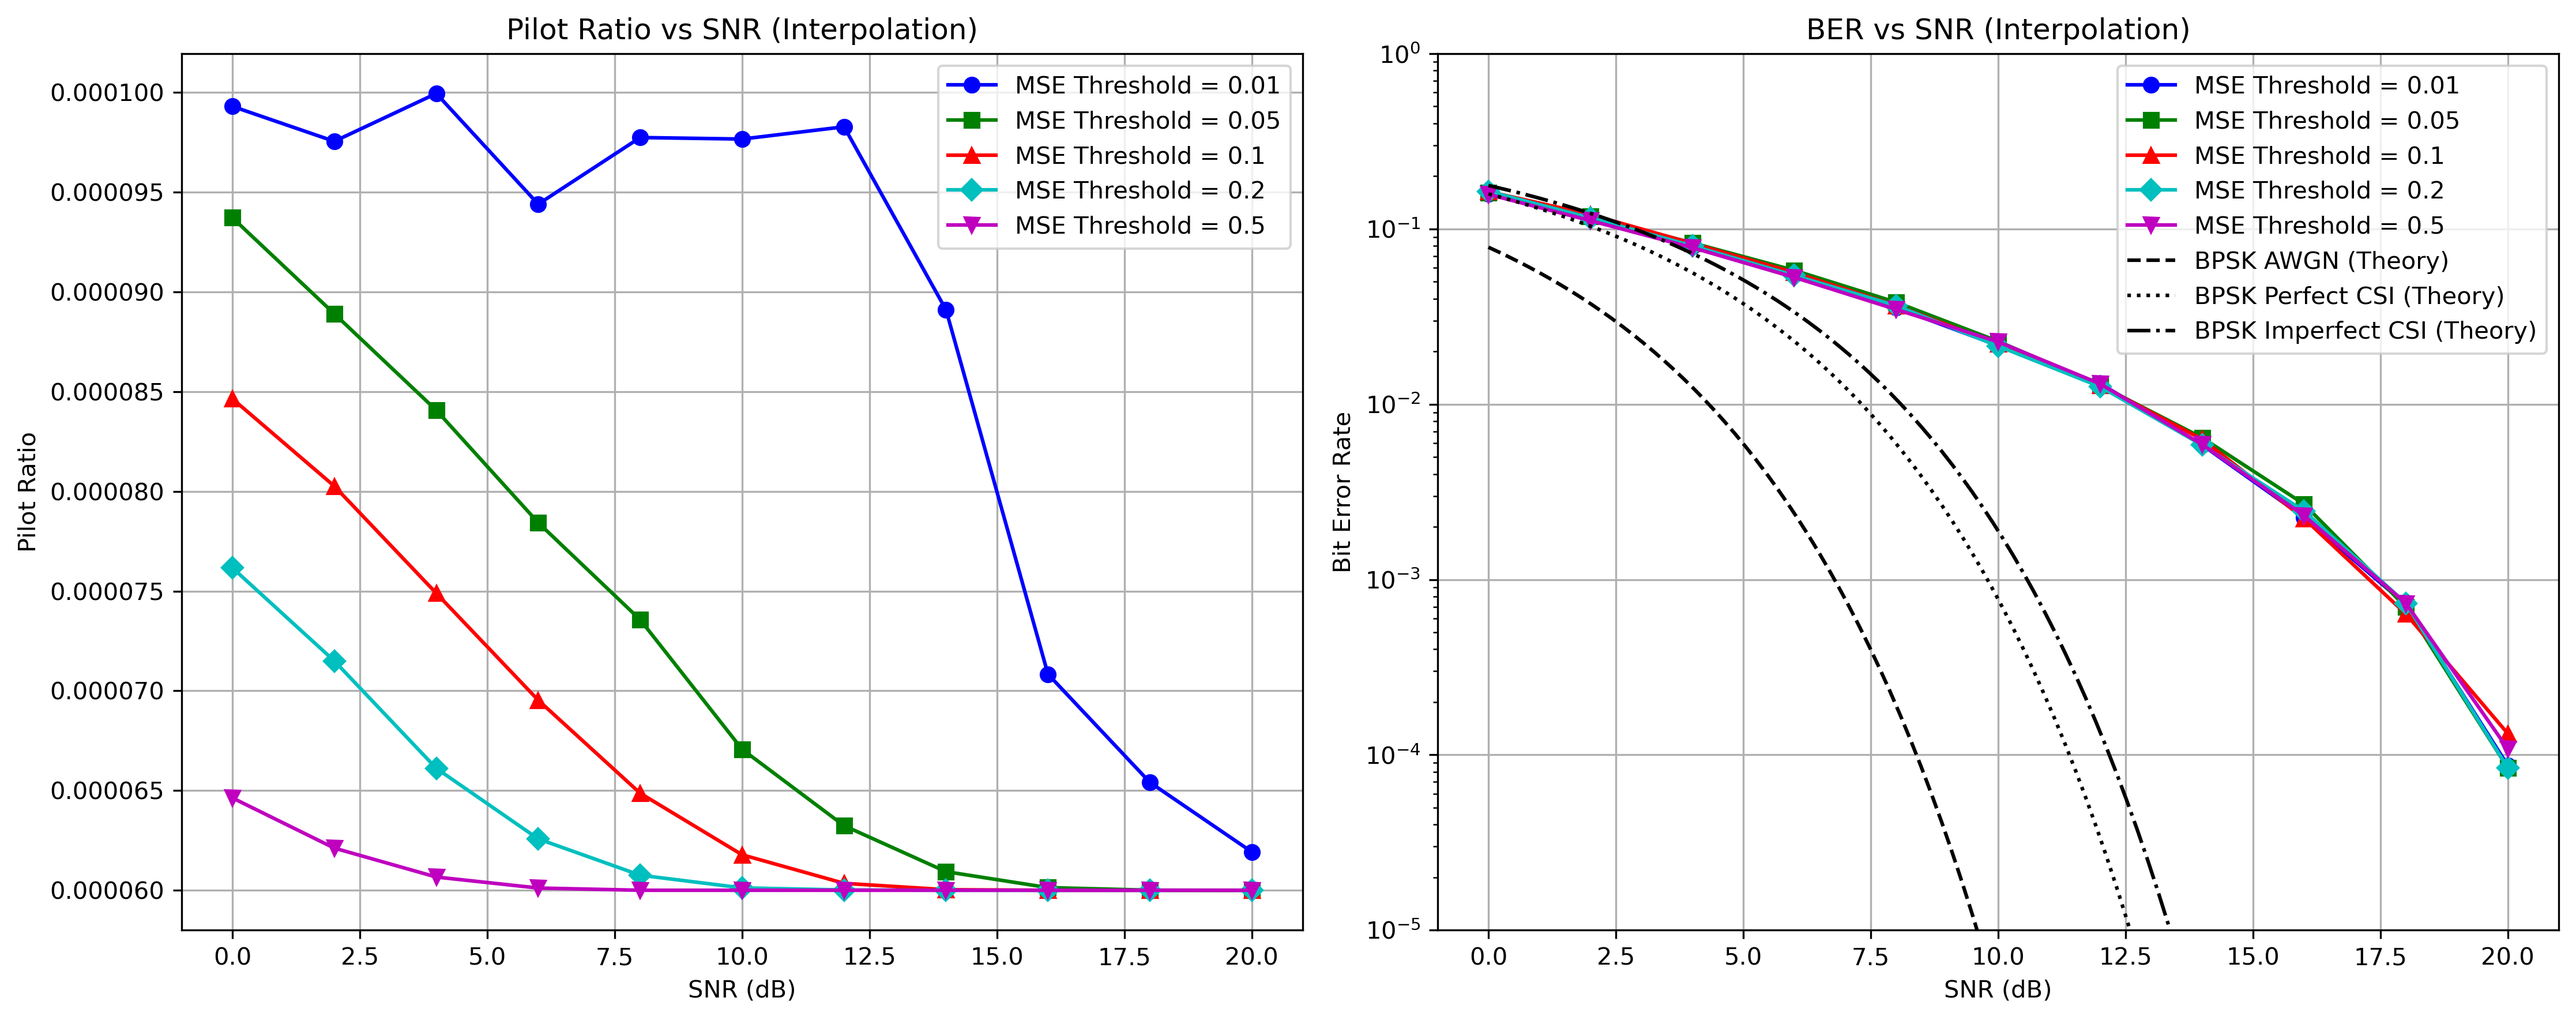 Pilot Ratio vs SNR (Interpolation)
0.000100
0.000095
0.000090
0.000085
0.000080
0.000075
0.000070
0.000065
0.000060
Pilot Ratio
0.0 2.5 5.0 7.5 10.0 12.5 15.0 17.5 20.0
SNR (dB)
MSE Threshold = 0.01
MSE Threshold = 0.05
MSE Threshold = 0.1
MSE Threshold = 0.2
MSE Threshold = 0.5
BER vs SNR (Interpolation)
10⁰
10⁻¹
10⁻²
10⁻³
10⁻⁴
10⁻⁵
Bit Error Rate
0.0 2.5 5.0 7.5 10.0 12.5 15.0 17.5 20.0
SNR (dB)
MSE Threshold = 0.01
MSE Threshold = 0.05
MSE Threshold = 0.1
MSE Threshold = 0.2
MSE Threshold = 0.5
BPSK AWGN (Theory)
BPSK Perfect CSI (Theory)
BPSK Imperfect CSI (Theory)